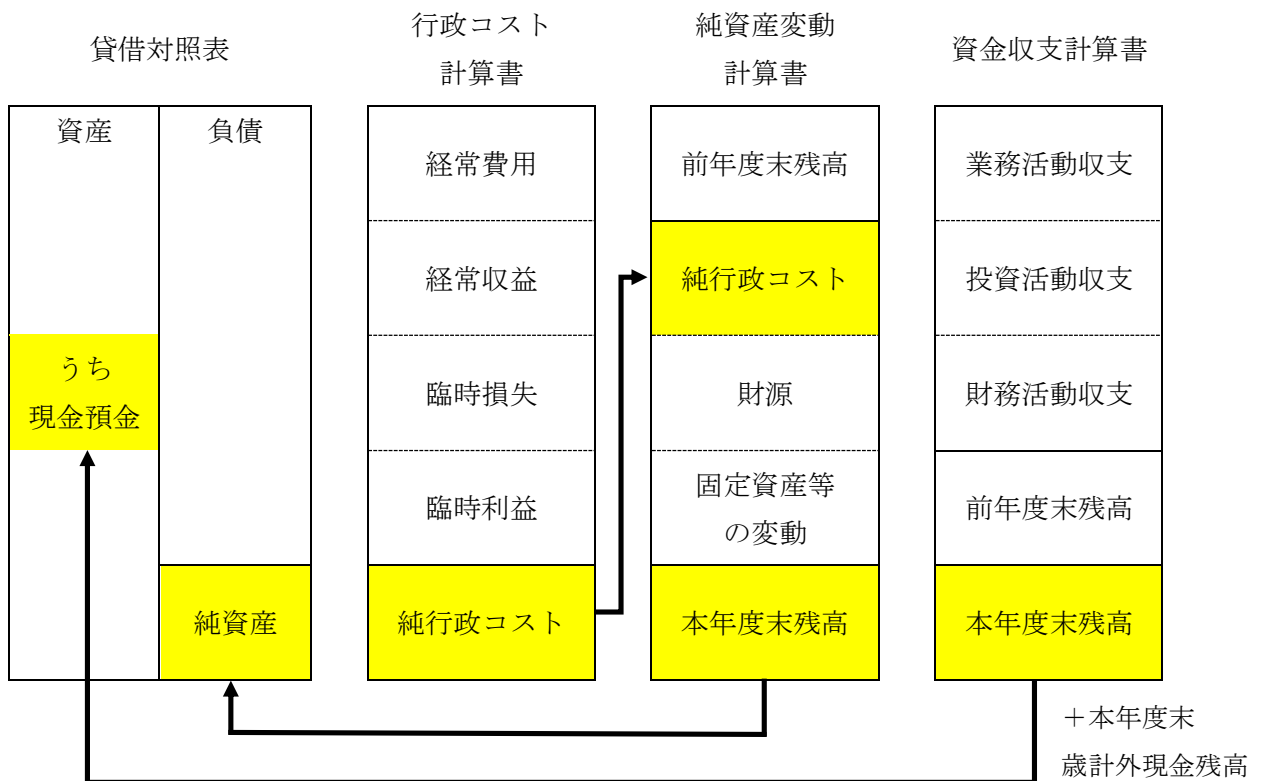 貸借対照表
行政コスト
計算書
純資産変動
計算書
資金収支計算書
資産
負債
うち
現金預金
純資産
経常費用
経常収益
臨時損失
臨時利益
純行政コスト
前年度末残高
純行政コスト
財源
固定資産等
の変動
本年度末残高
業務活動収支
投資活動収支
財務活動収支
前年度末残高
本年度末残高
＋本年度末
歳計外現金残高